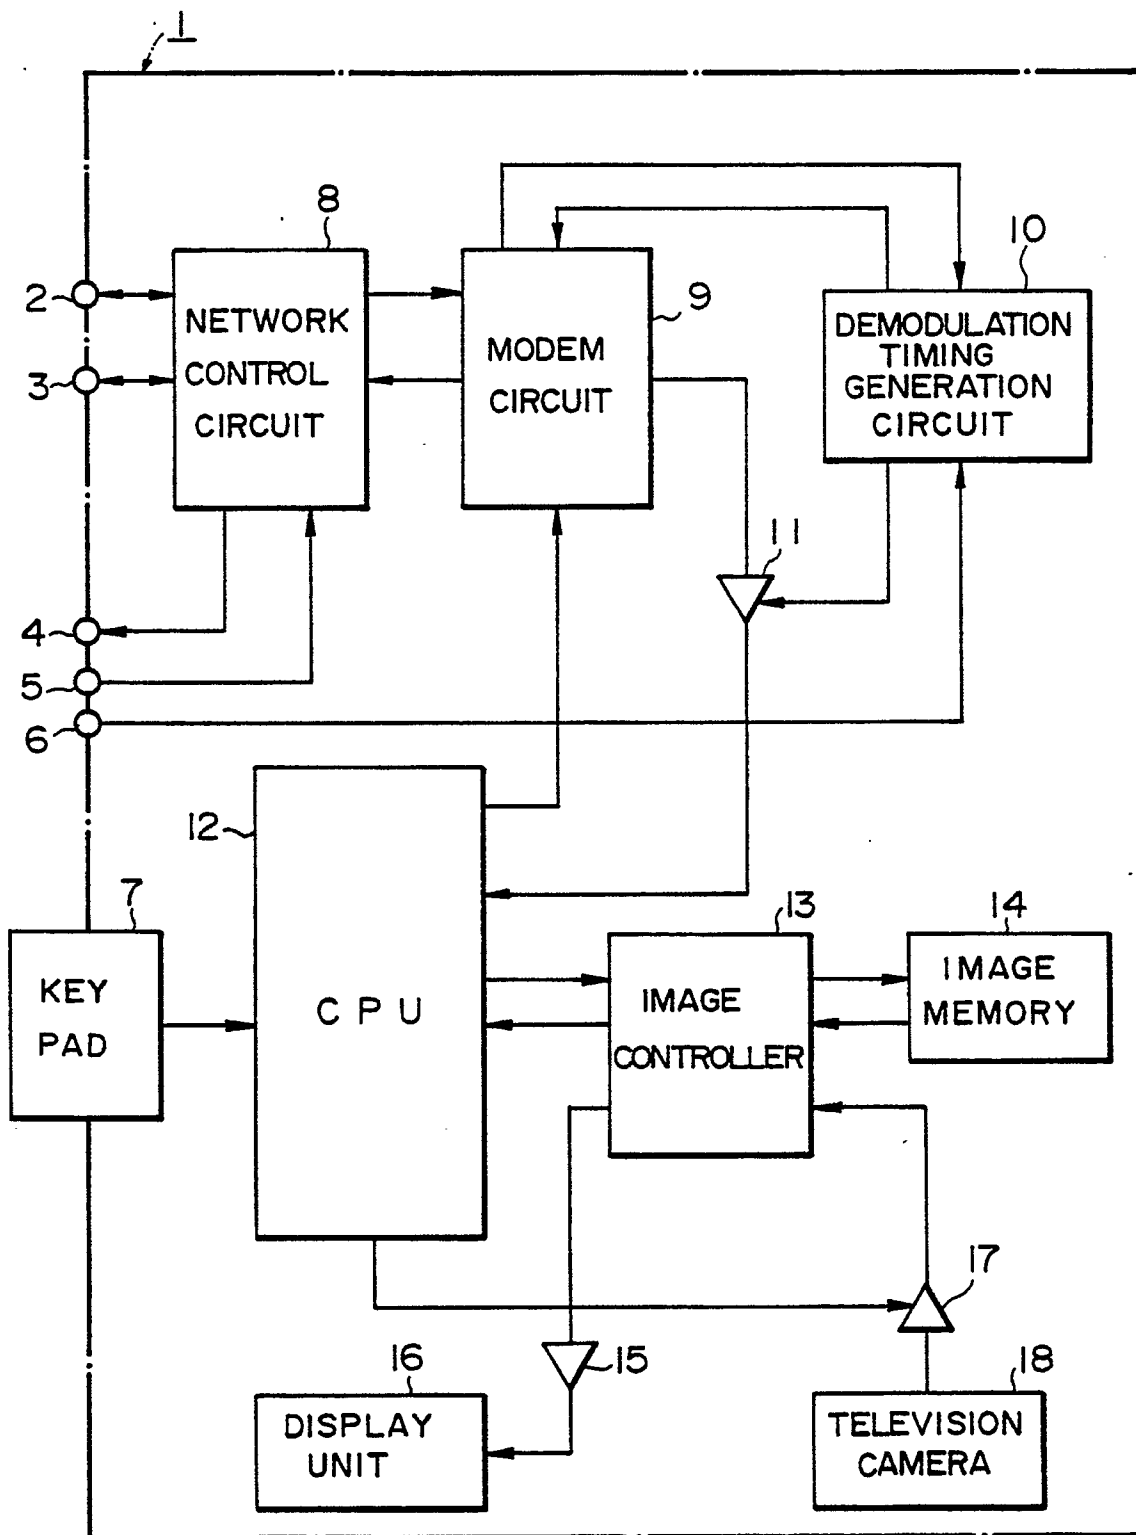 1
8
10
2
NETWORK
CONTROL
CIRCUIT
MODEM
CIRCUIT
9
DEMODULATION
TIMING
GENERATION
CIRCUIT
3
11
4
5
6
12
7
KEY
PAD
CPU
13
IMAGE
CONTROLLER
14
IMAGE
MEMORY
17
15
16
DISPLAY
UNIT
18
TELEVISION
CAMERA